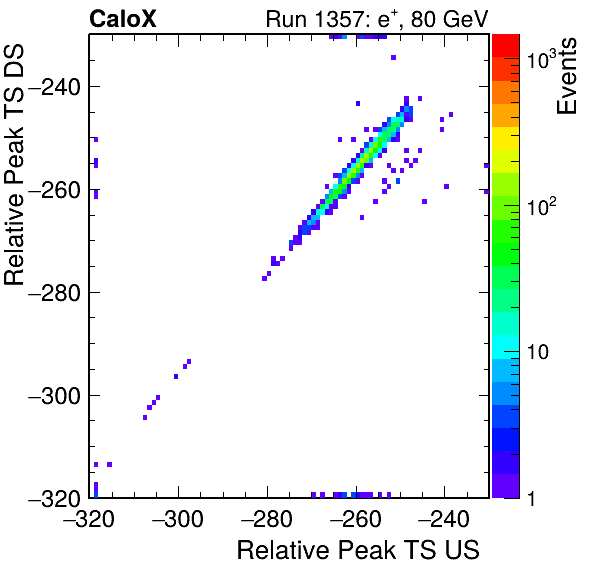 CaloX Run 1357: e⁺, 80 GeV
Relative Peak TS DS
Events
−240
−260
−280
−300
−320
10³
10²
10
1
−320 −300 −280 −260 −240
Relative Peak TS US